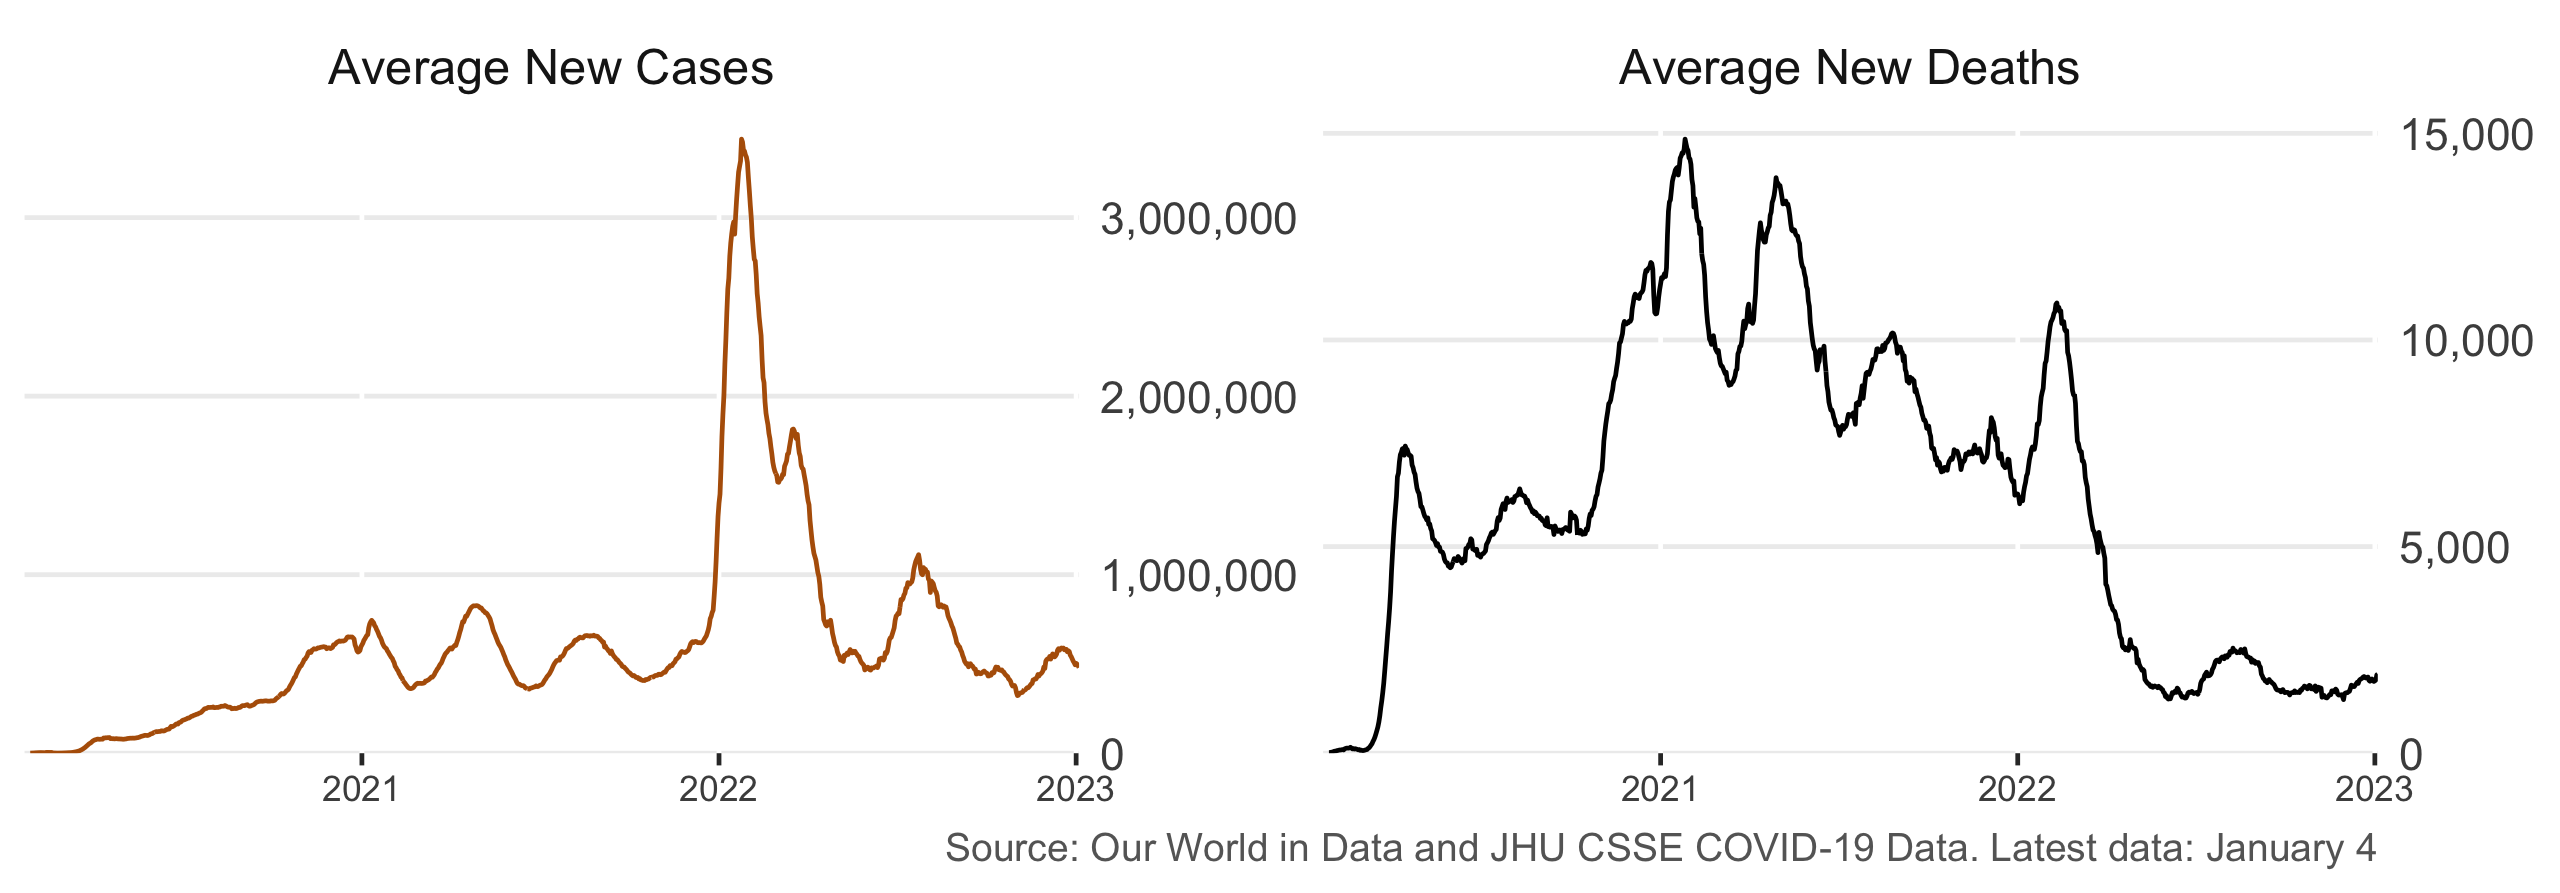 Average New Cases
3,000,000
2,000,000
1,000,000
0
2021 2022 2023
Average New Deaths
15,000
10,000
5,000
0
2021 2022 2023
Source: Our World in Data and JHU CSSE COVID-19 Data. Latest data: January 4